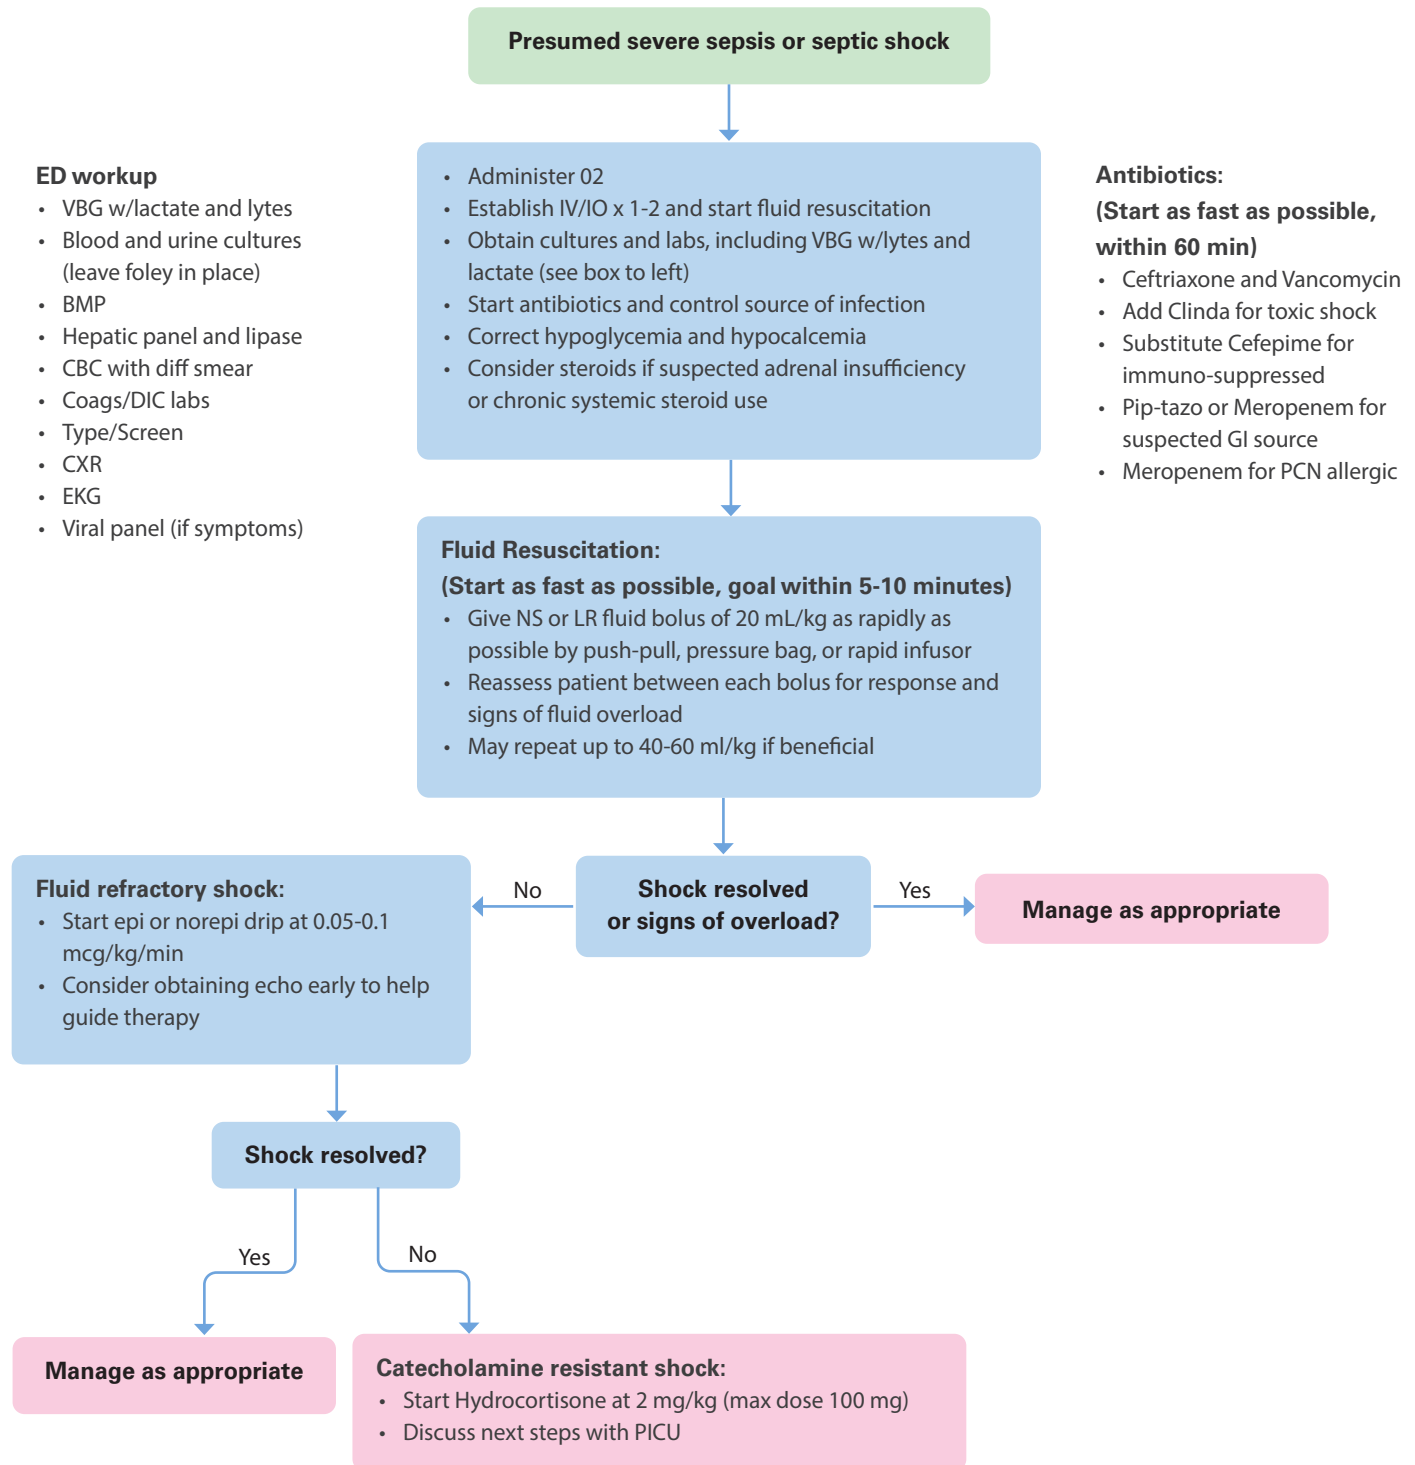 Presumed severe sepsis or septic shock
ED workup
• VBG w/lactate and lytes
• Blood and urine cultures
(leave foley in place)
• BMP
• Hepatic panel and lipase
• CBC with diff smear
• Coags/DIC labs
• Type/Screen
• CXR
• EKG
• Viral panel (if symptoms)
• Administer 02
• Establish IV/IO x 1-2 and start fluid resuscitation
• Obtain cultures and labs, including VBG w/lytes and
lactate (see box to left)
• Start antibiotics and control source of infection
• Correct hypoglycemia and hypocalcemia
• Consider steroids if suspected adrenal insufficiency
or chronic systemic steroid use
Antibiotics:
(Start as fast as possible,
within 60 min)
• Ceftriaxone and Vancomycin
• Add Clinda for toxic shock
• Substitute Cefepime for
immuno-suppressed
• Pip-tazo or Meropenem for
suspected GI source
• Meropenem for PCN allergic
Fluid Resuscitation:
(Start as fast as possible, goal within 5-10 minutes)
• Give NS or LR fluid bolus of 20 mL/kg as rapidly as
possible by push-pull, pressure bag, or rapid infusor
• Reassess patient between each bolus for response and
signs of fluid overload
• May repeat up to 40-60 ml/kg if beneficial
Shock resolved
or signs of overload?
No
Yes
Manage as appropriate
Fluid refractory shock:
• Start epi or norepi drip at 0.05-0.1
mcg/kg/min
• Consider obtaining echo early to help
guide therapy
Shock resolved?
Yes
No
Manage as appropriate
Catecholamine resistant shock:
• Start Hydrocortisone at 2 mg/kg (max dose 100 mg)
• Discuss next steps with PICU